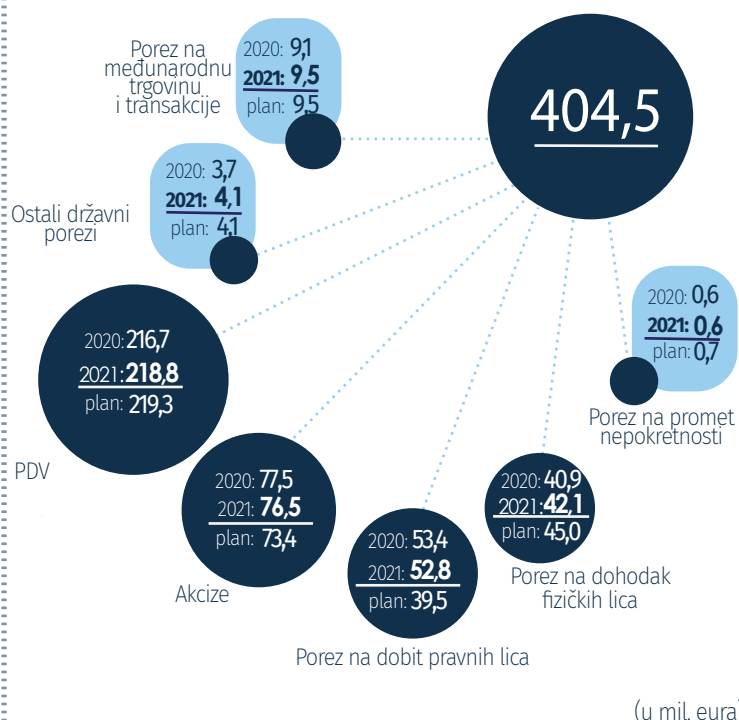 Porez na
međunarodnu
trgovinu
i transakcije
2020: 9,1
2021: 9,5
plan: 9,5
404,5
Ostali državni
porezi
2020: 3,7
2021: 4,1
plan: 4,1
2020: 0,6
2021: 0,6
plan: 0,7
Porez na promet
nepokretnosti
2020: 216,7
2021: 218,8
plan: 219,3
PDV
2020: 77,5
2021: 76,5
plan: 73,4
Akcize
2020: 53,4
2021: 52,8
plan: 39,5
Porez na dobit pravnih lica
2020: 40,9
2021: 42,1
plan: 45,0
Porez na dohodak
fizičkih lica
(u mil. eura)